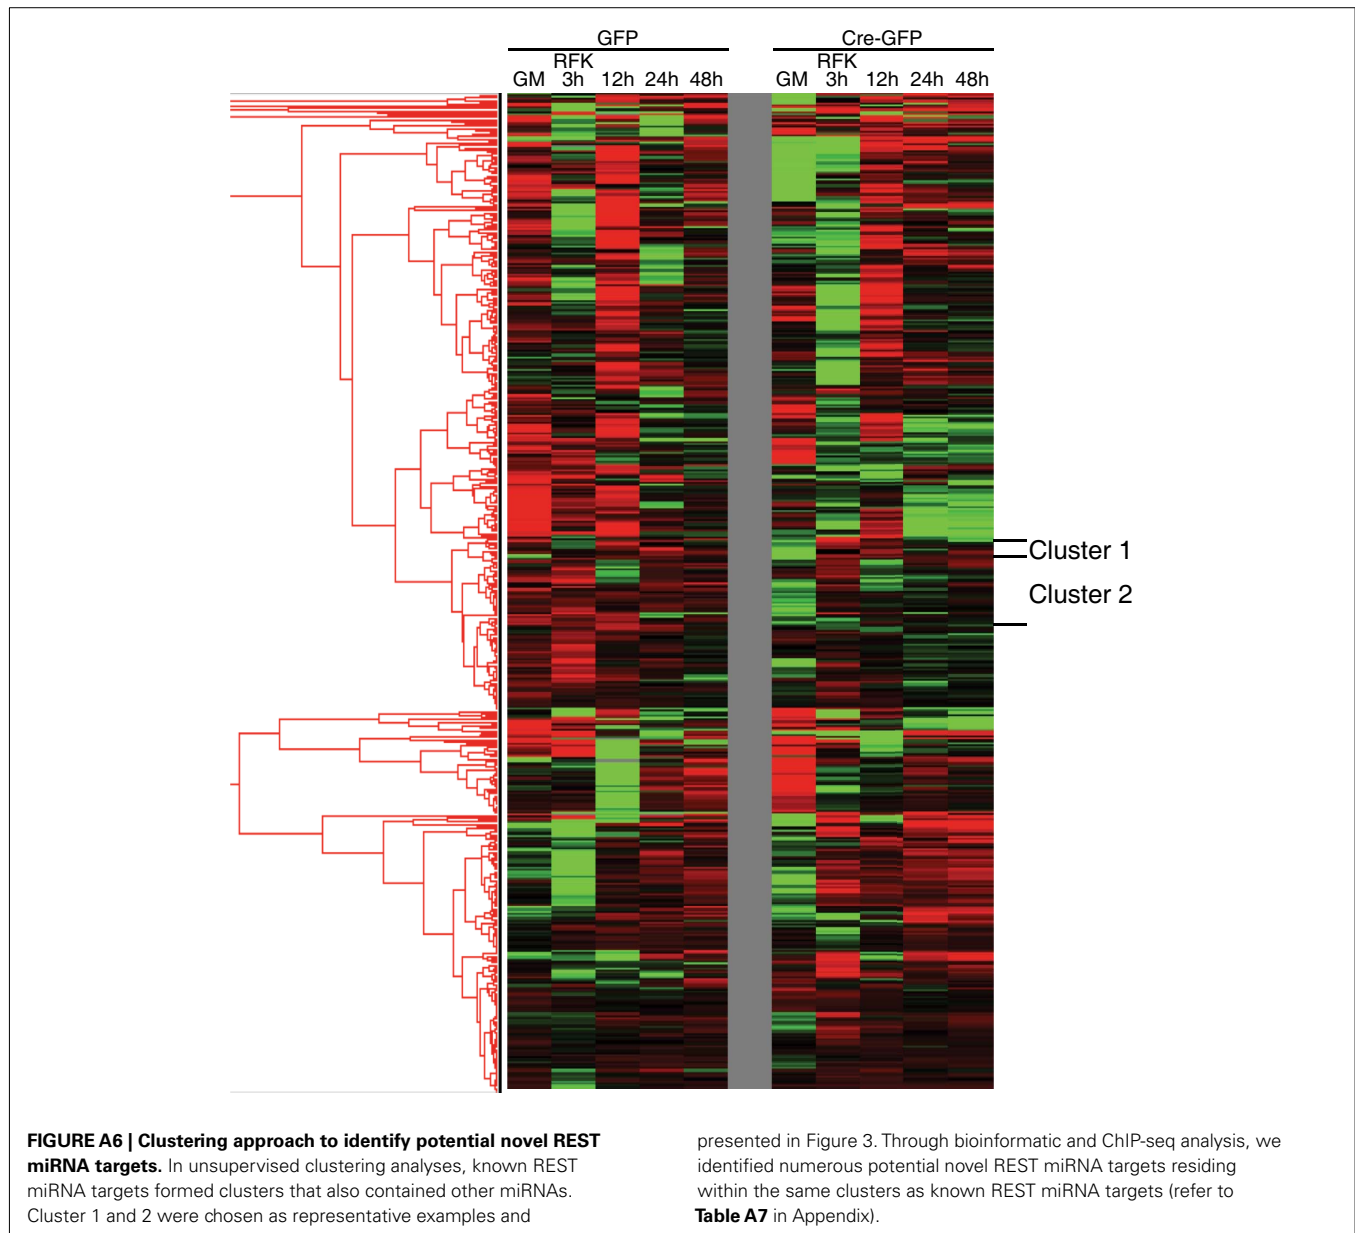 GFP Cre-GFP
RFK RFK
GM 3h 12h 24h 48h GM 3h 12h 24h 48h
Cluster 1
Cluster 2
FIGURE A6 | Clustering approach to identify potential novel REST
miRNA targets. In unsupervised clustering analyses, known REST
miRNA targets formed clusters that also contained other miRNAs.
Cluster 1 and 2 were chosen as representative examples and
presented in Figure 3. Through bioinformatic and ChIP-seq analysis, we
identified numerous potential novel REST miRNA targets residing
within the same clusters as known REST miRNA targets (refer to
Table A7 in Appendix).